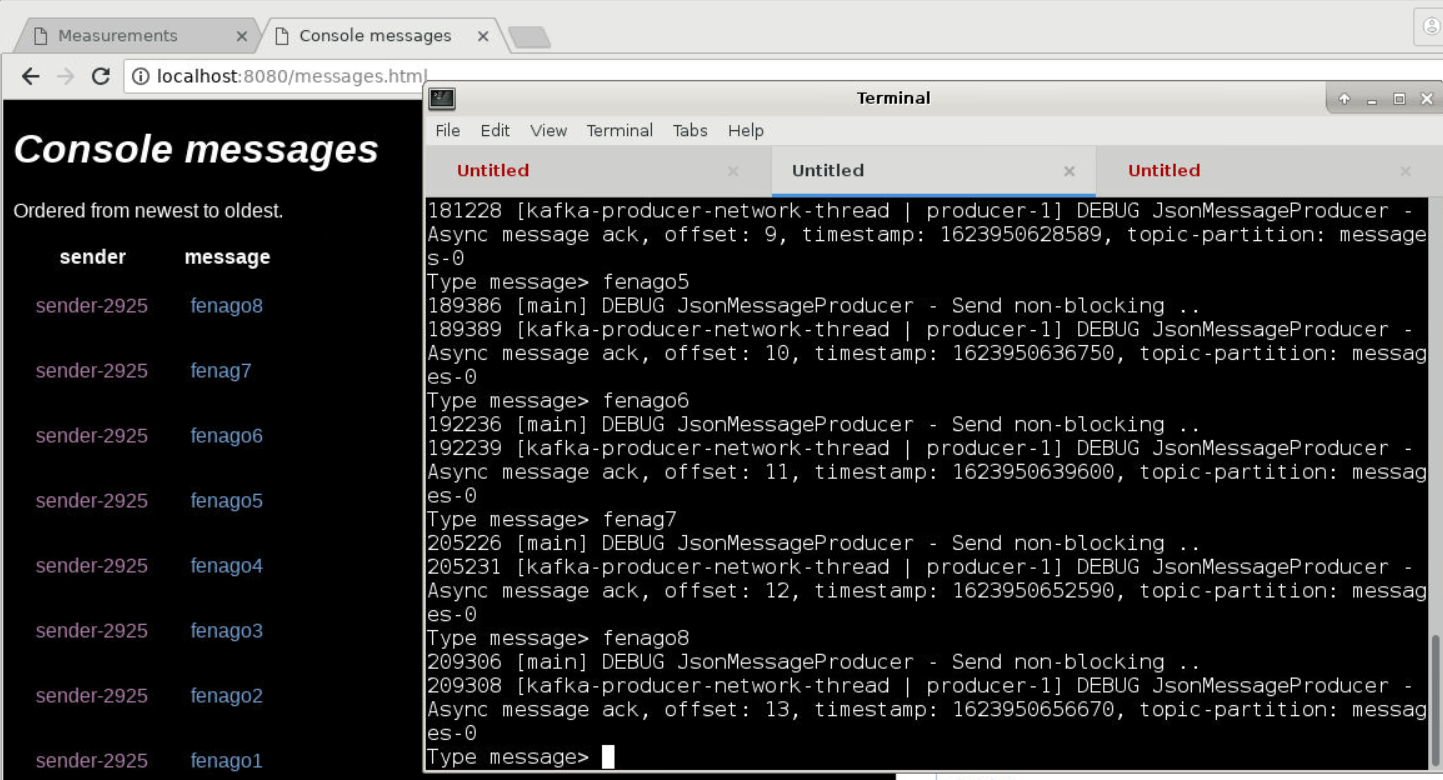 Measurements
Console messages
localhost:8080/messages.html
Console messages
Ordered from newest to oldest.
sender message
sender-2925 fenago8
sender-2925 fenag7
sender-2925 fenago6
sender-2925 fenago5
sender-2925 fenago4
sender-2925 fenago3
sender-2925 fenago2
sender-2925 fenago1
Terminal
File Edit View Terminal Tabs Help
Untitled Untitled Untitled
181228 [kafka-producer-network-thread | producer-1] DEBUG JsonMessageProducer -
Async message ack, offset: 9, timestamp: 1623950628589, topic-partition: message
s-0
Type message> fenago5
189386 [main] DEBUG JsonMessageProducer - Send non-blocking ..
189389 [kafka-producer-network-thread | producer-1] DEBUG JsonMessageProducer -
Async message ack, offset: 10, timestamp: 1623950636750, topic-partition: messag
es-0
Type message> fenago6
192236 [main] DEBUG JsonMessageProducer - Send non-blocking ..
192239 [kafka-producer-network-thread | producer-1] DEBUG JsonMessageProducer -
Async message ack, offset: 11, timestamp: 1623950639600, topic-partition: messag
es-0
Type message> fenag7
205226 [main] DEBUG JsonMessageProducer - Send non-blocking ..
205231 [kafka-producer-network-thread | producer-1] DEBUG JsonMessageProducer -
Async message ack, offset: 12, timestamp: 1623950652590, topic-partition: messag
es-0
Type message> fenago8
209306 [main] DEBUG JsonMessageProducer - Send non-blocking ..
209308 [kafka-producer-network-thread | producer-1] DEBUG JsonMessageProducer -
Async message ack, offset: 13, timestamp: 1623950656670, topic-partition: messag
es-0
Type message>